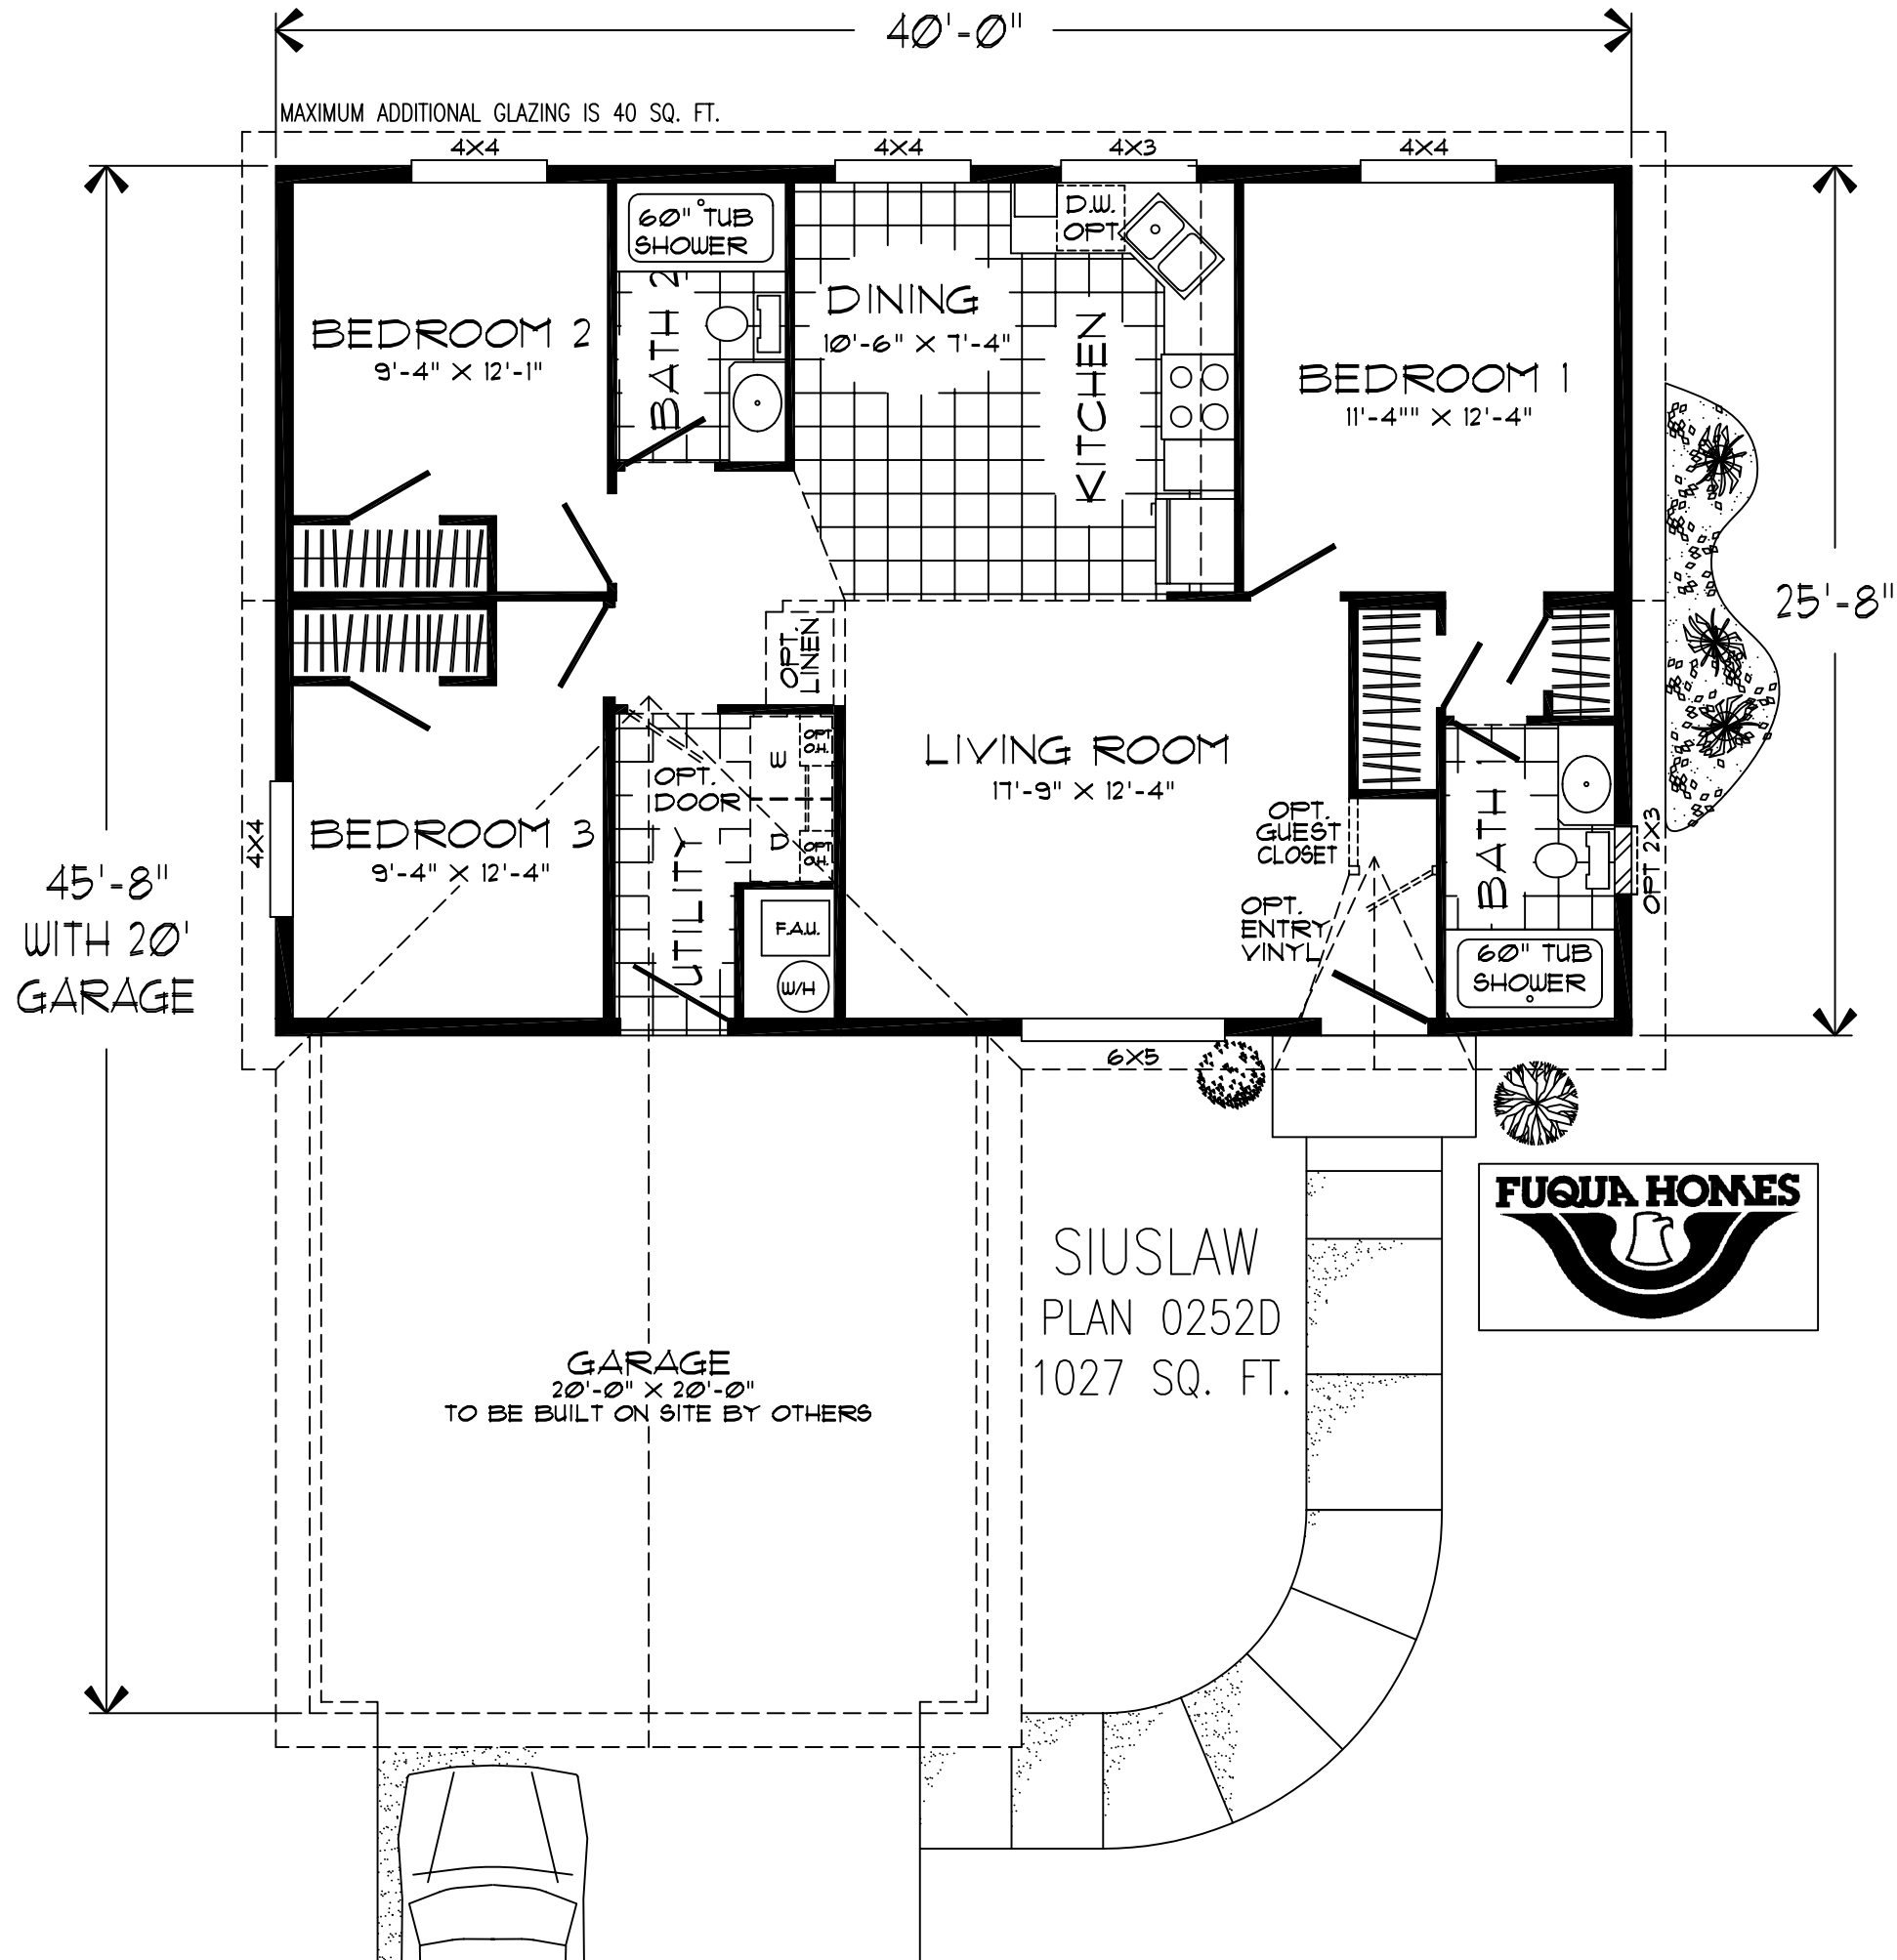 40'-0"
MAXIMUM ADDITIONAL GLAZING IS 40 SQ. FT.
4X4
4X4
4X3
4X4
60" TUB
SHOWER
D.W.
OPT
BEDROOM 2
9'-4" X 12'-1"
BATH 2
DINING
10'-6" X 7'-4"
KITCHEN
BEDROOM 1
11'-4"" X 12'-4"
25'-8"
OPT.
LINEN
LIVING ROOM
17'-9" X 12'-4"
OPT.
DOOR
W
OPT
O.H.
D
OPT
O.H.
UTILITY
4X4
BEDROOM 3
9'-4" X 12'-4"
OPT.
GUEST
CLOSET
BATH 1
OPT 2X3
45'-8"
WITH 20'
GARAGE
F.A.U.
W/H
OPT.
ENTRY
VINYL
60" TUB
SHOWER
6X5
FUQUA HOMES
SIUSLAW
PLAN 0252D
1027 SQ. FT.
GARAGE
20'-0" X 20'-0"
TO BE BUILT ON SITE BY OTHERS